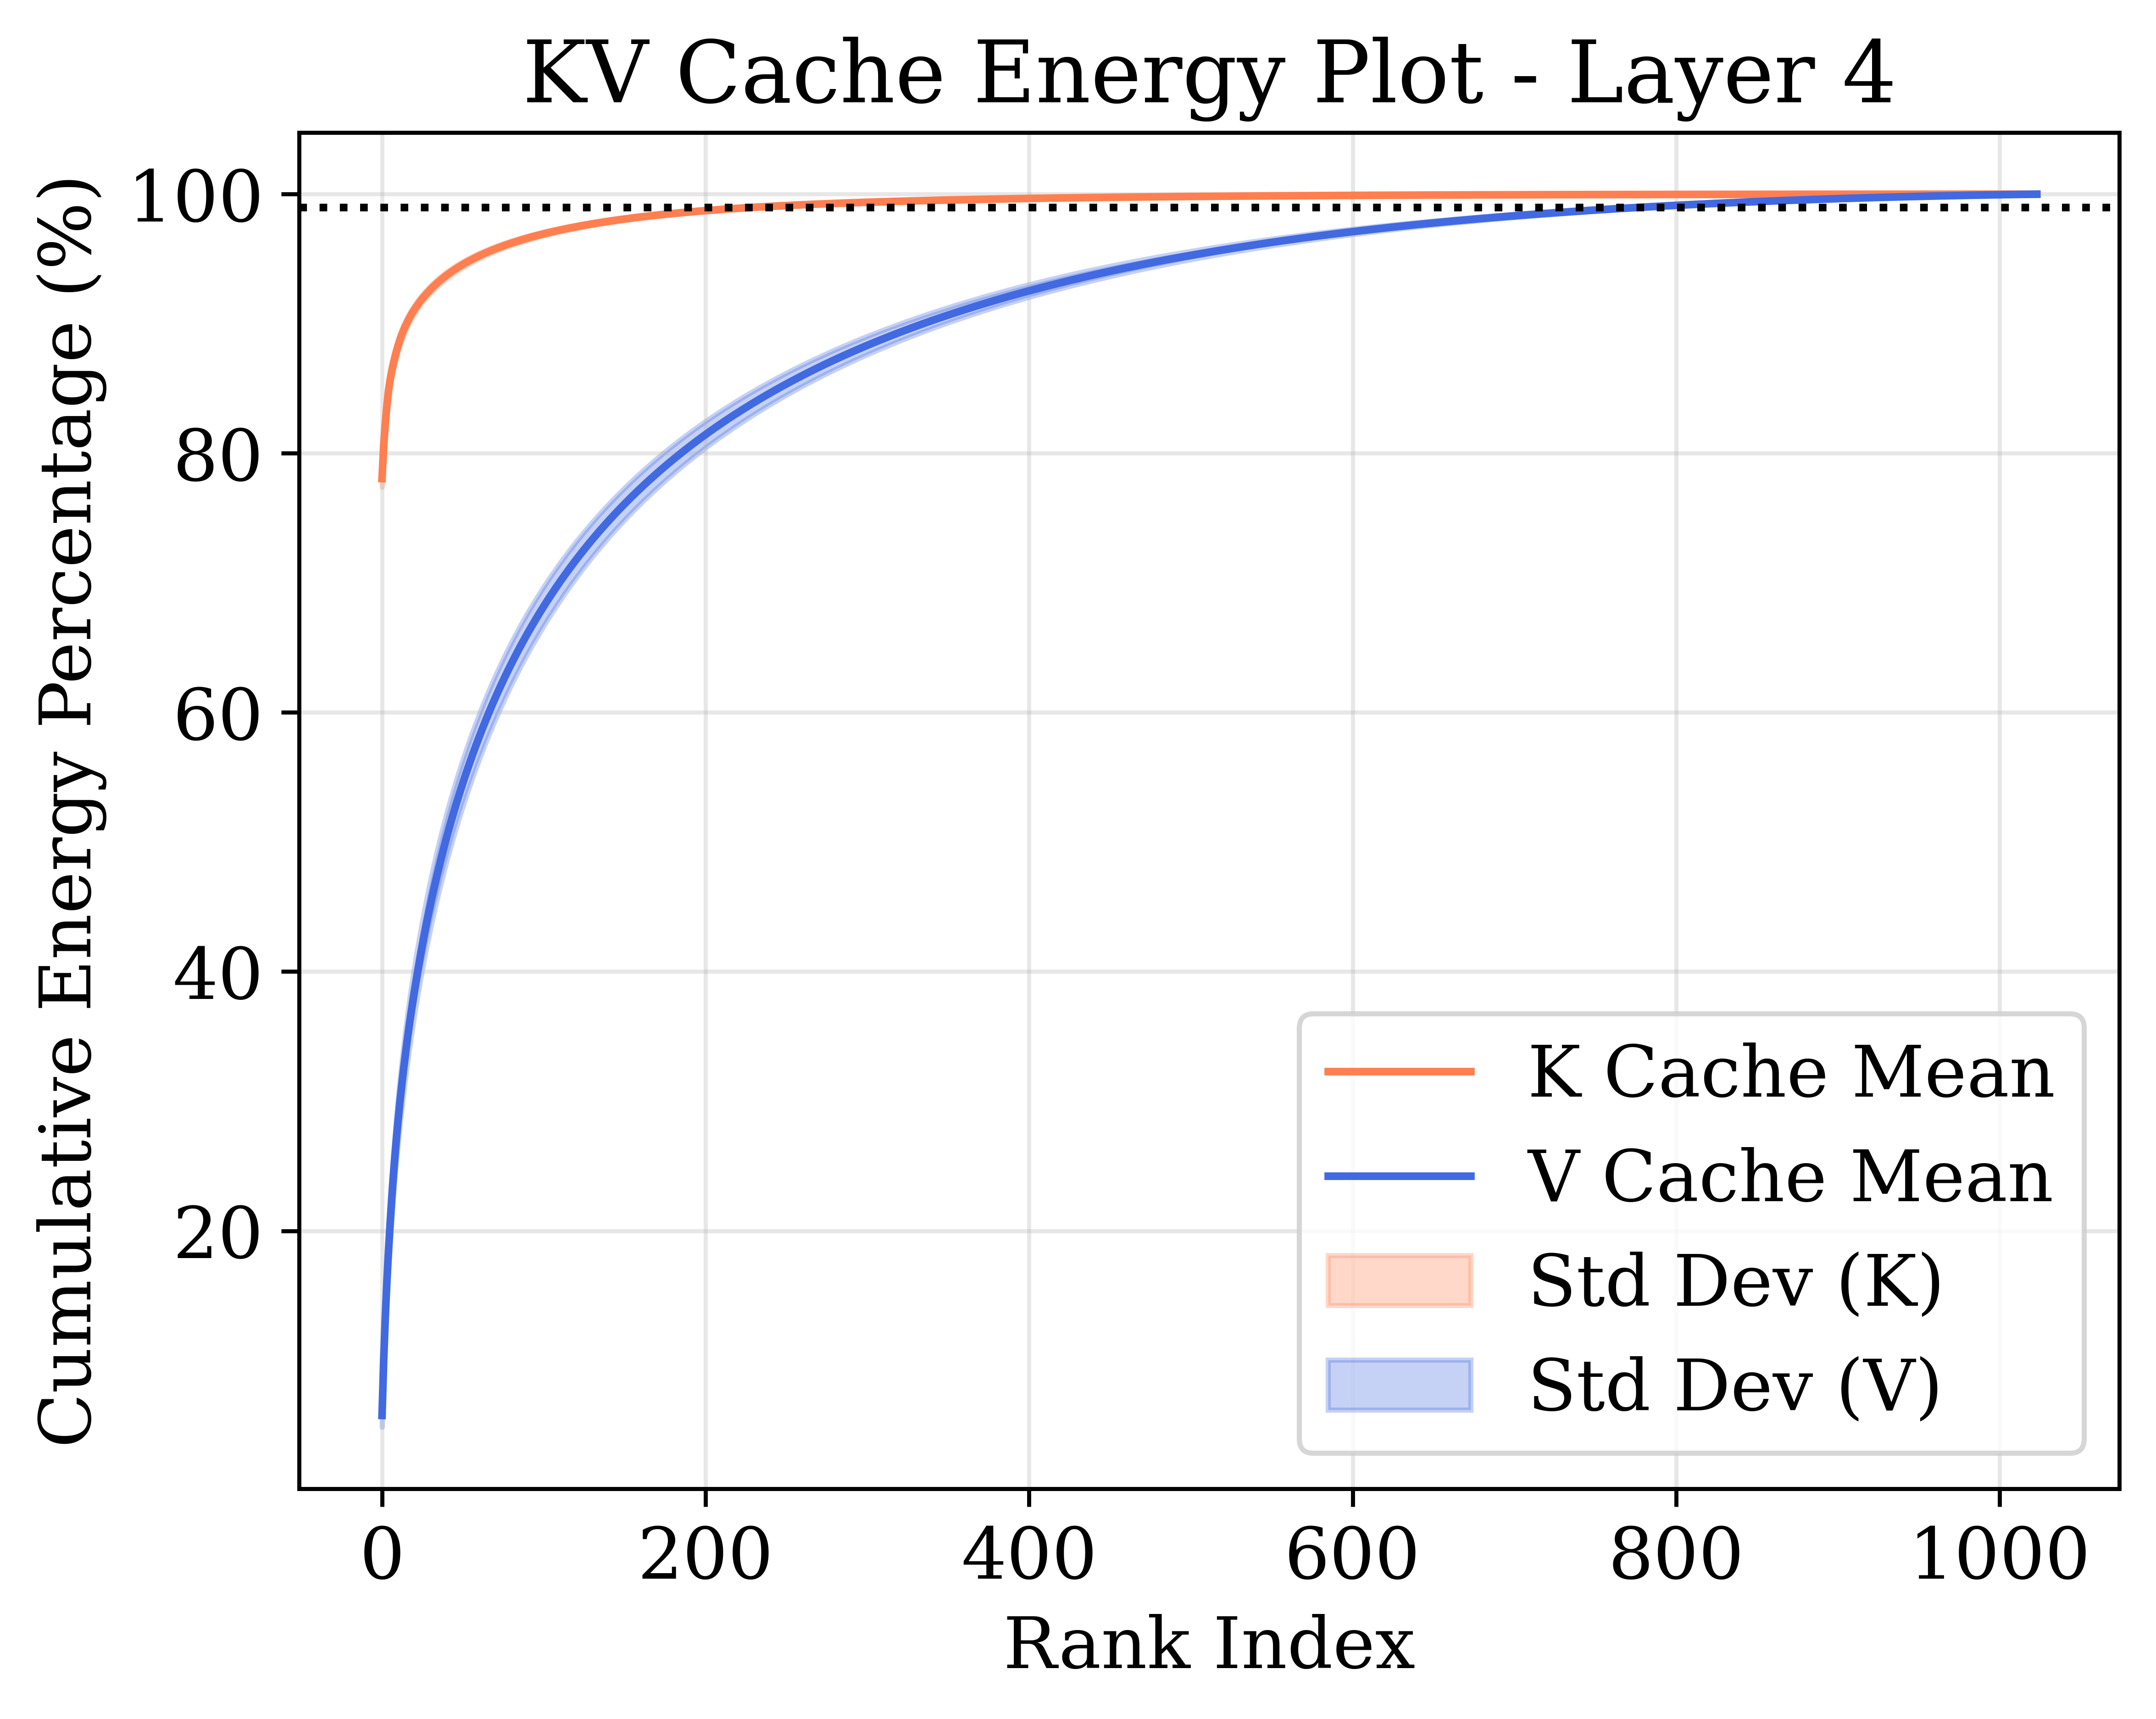 KV Cache Energy Plot - Layer 4
Cumulative Energy Percentage (%)
100
80
60
40
20
0 200 400 600 800 1000
Rank Index
K Cache Mean
V Cache Mean
Std Dev (K)
Std Dev (V)